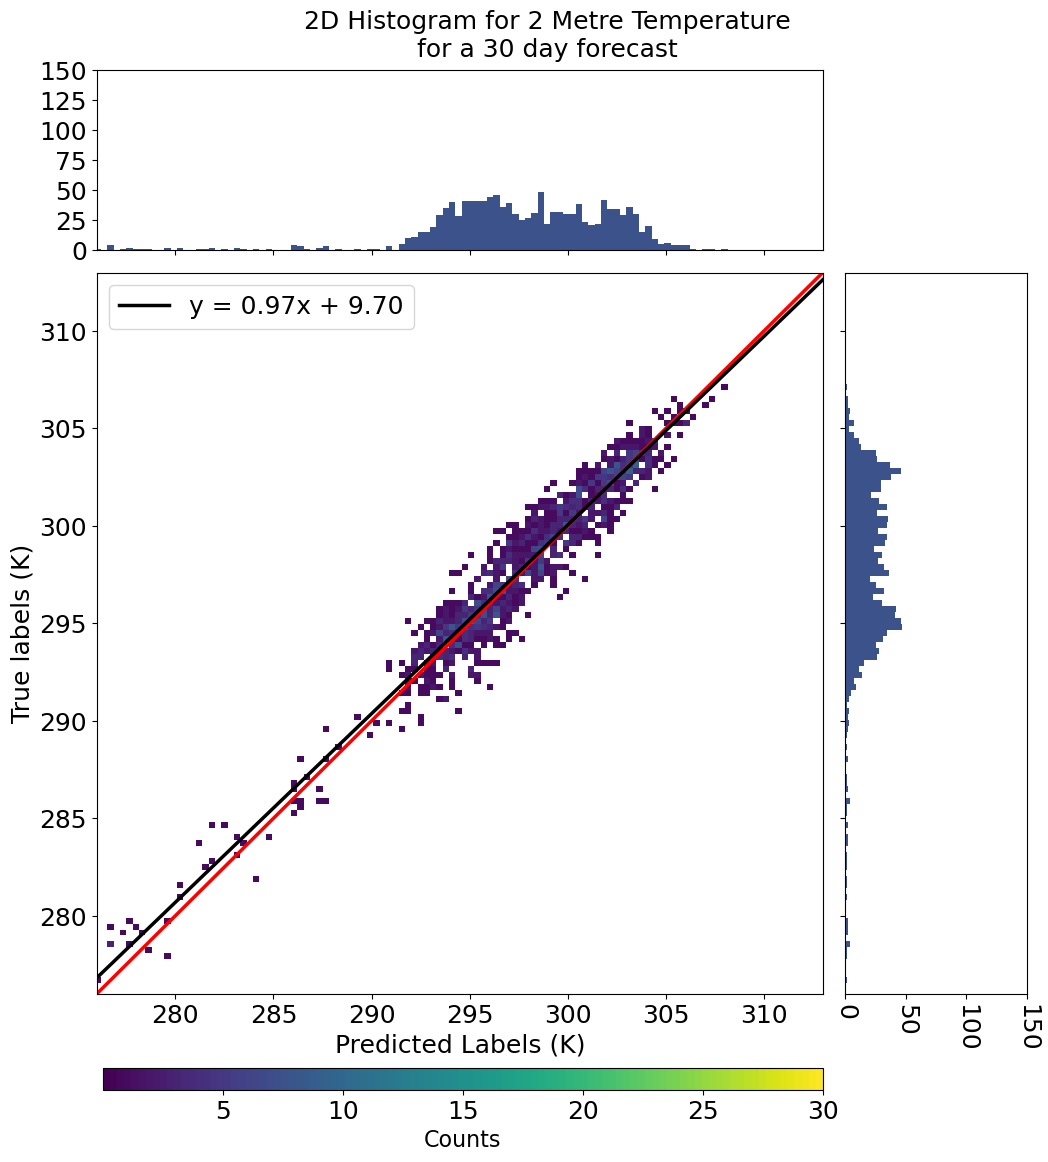 2D Histogram for 2 Metre Temperature
for a 30 day forecast
150
125
100
75
50
25
0
y = 0.97x + 9.70
310
305
300
295
290
285
280
True labels (K)
280 285 290 295 300 305 310
Predicted Labels (K)
0 50 100 150
5 10 15 20 25 30
Counts